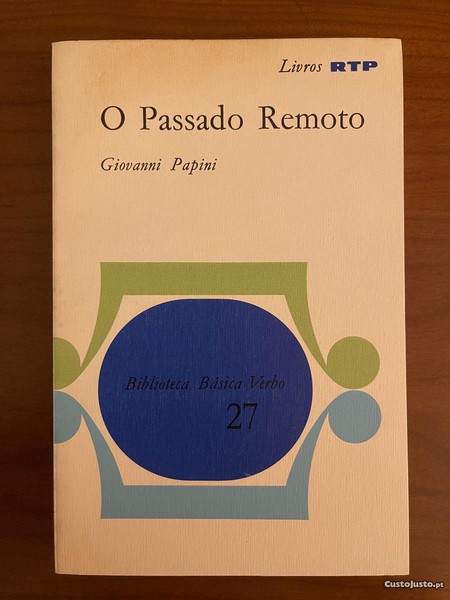 Livros RTP
O Passado Remoto
Giovanni Papini
Biblioteca Básica Verbo
27
CustoJusto.pt